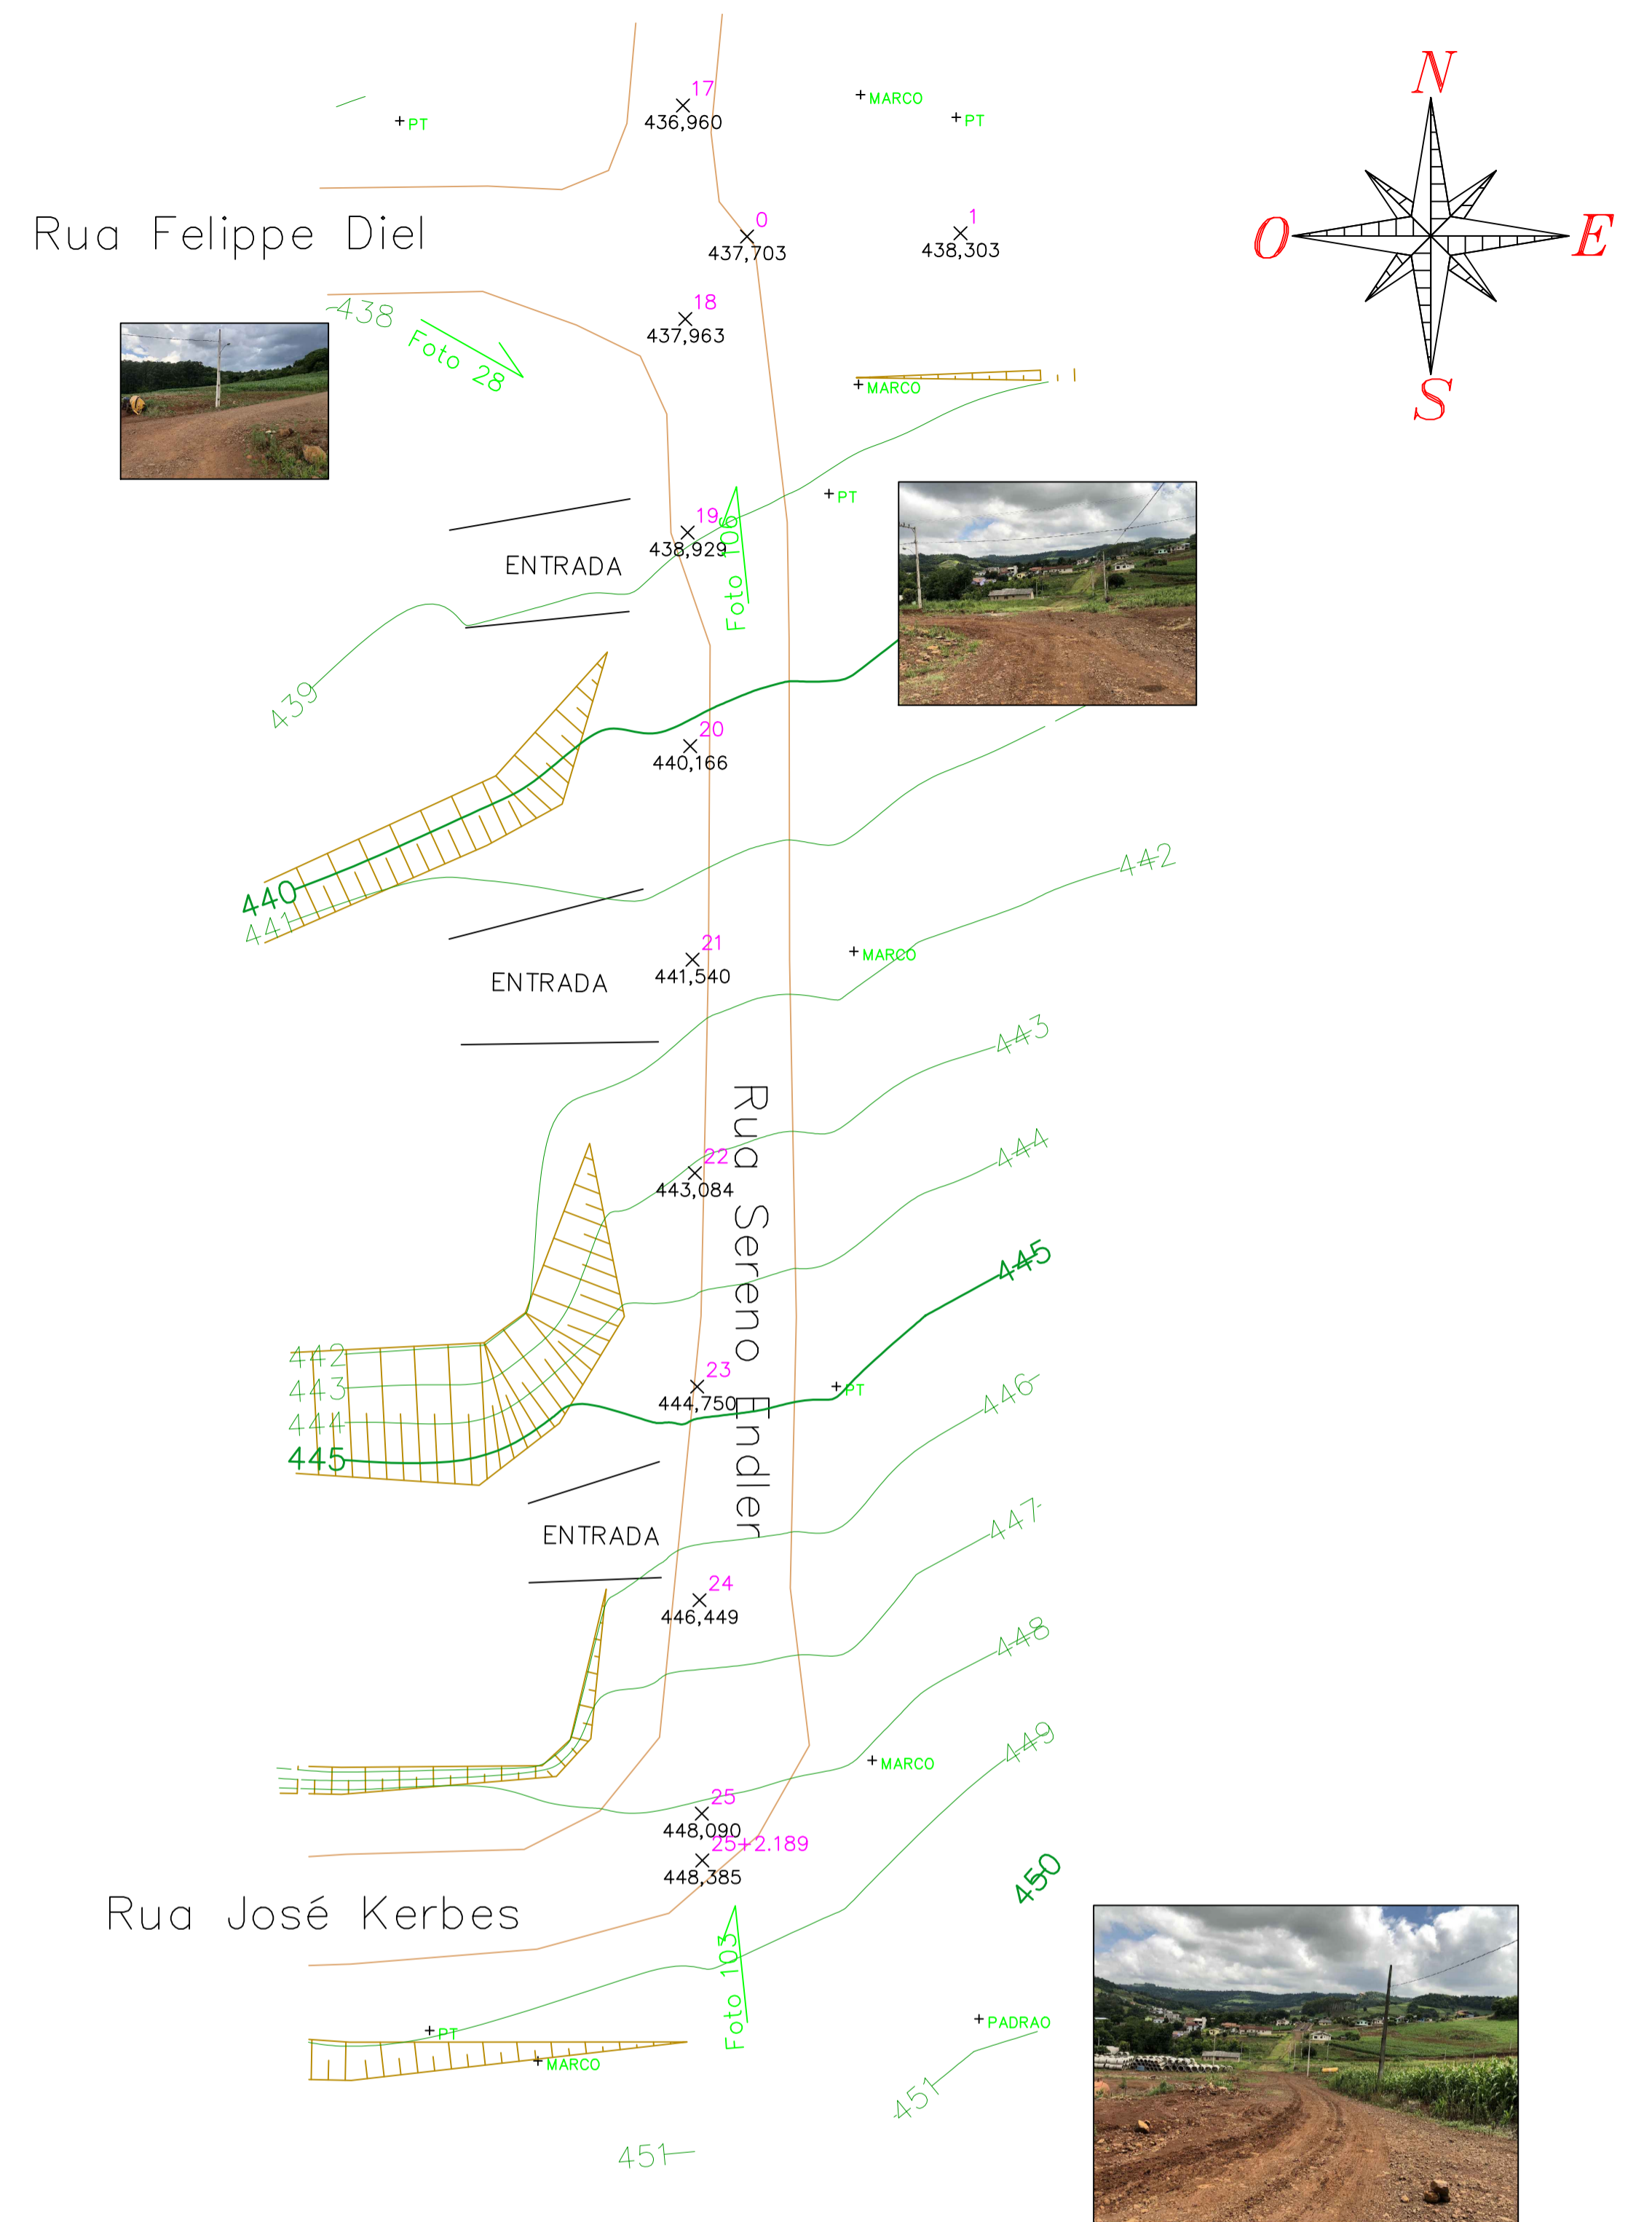 N
17
MARCO
436,960
PT
PT
Rua Felippe Diel
0
1
437,703
438,303
O
E
438
18
437,963
Foto 28
MARCO
S
PT
19
438,929
Foto 106
ENTRADA
439
20
440,166
442
440
441
21
MARCO
441,540
ENTRADA
443
Rua Sereno Endler
444
22
443,084
445
442
443
444
445
23
PT
444,750
446
ENTRADA
447
24
446,449
448
449
MARCO
25
448,090
25+2.189
448,385
450
Rua José Kerbes
Foto 103
PT
PADRAO
MARCO
451
451